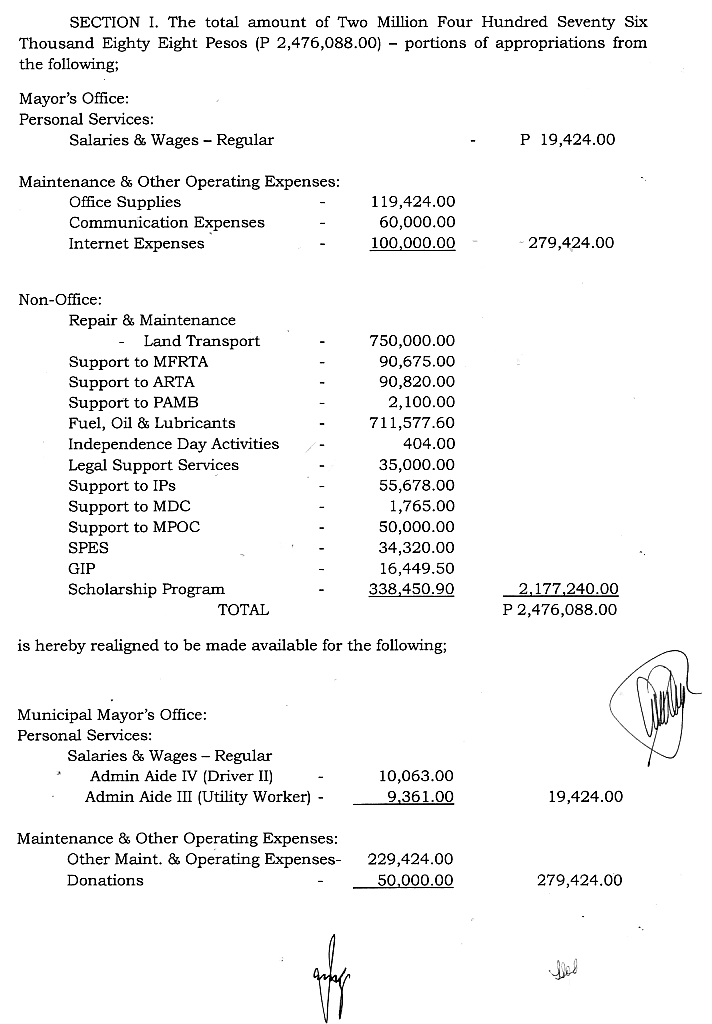 SECTION I. The total amount of Two Million Four Hundred Seventy Six
Thousand Eighty Eight Pesos (P 2,476,088.00) – portions of appropriations from
the following;
Mayor's Office:
Personal Services:
Salaries & Wages – Regular - P 19,424.00
Maintenance & Other Operating Expenses:
Office Supplies - 119,424.00
Communication Expenses - 60,000.00
Internet Expenses - 100,000.00 - 279,424.00
Non-Office:
Repair & Maintenance
- Land Transport - 750,000.00
Support to MFRTA - 90,675.00
Support to ARTA - 90,820.00
Support to PAMB - 2,100.00
Fuel, Oil & Lubricants - 711,577.60
Independence Day Activities - 404.00
Legal Support Services - 35,000.00
Support to IPs - 55,678.00
Support to MDC - 1,765.00
Support to MPOC - 50,000.00
SPES - 34,320.00
GIP - 16,449.50
Scholarship Program - 338,450.90 2,177,240.00
TOTAL P 2,476,088.00
is hereby realigned to be made available for the following;
Municipal Mayor's Office:
Personal Services:
Salaries & Wages – Regular
Admin Aide IV (Driver II) - 10,063.00
Admin Aide III (Utility Worker) - 9,361.00 19,424.00
Maintenance & Other Operating Expenses:
Other Maint. & Operating Expenses- 229,424.00
Donations - 50,000.00 279,424.00